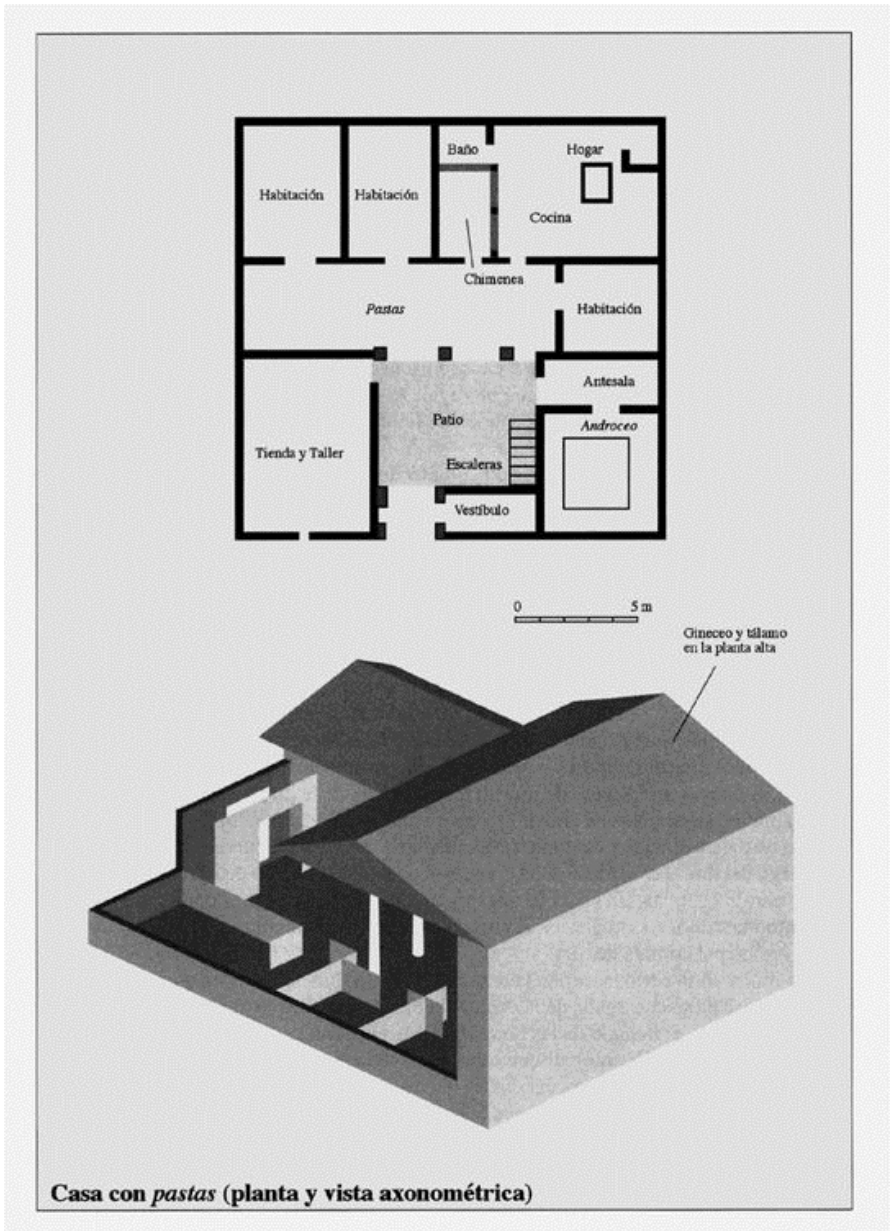 Baño
Hogar
Habitación
Habitación
Cocina
Chimenea
Pastas
Habitación
Antesala
Patio
Androceo
Tienda y Taller
Escaleras
Vestíbulo
0 5 m
Gineceo y tálamo
en la planta alta
Casa con pastas (planta y vista axonométrica)